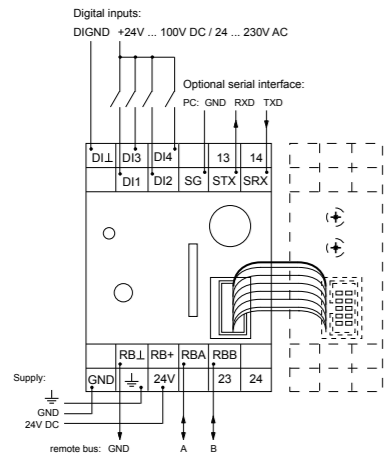 Digital inputs:
DIGND +24V ... 100V DC / 24 ... 230V AC
Optional serial interface:
PC: GND RXD TXD
DI⊥ DI3 DI4 13 14
DI1 DI2 SG STX SRX
RB⊥ RB+ RBA RBB
Supply:
GND ⏚ 24V 23 24
⏚
GND
24V DC
remote bus: GND A B